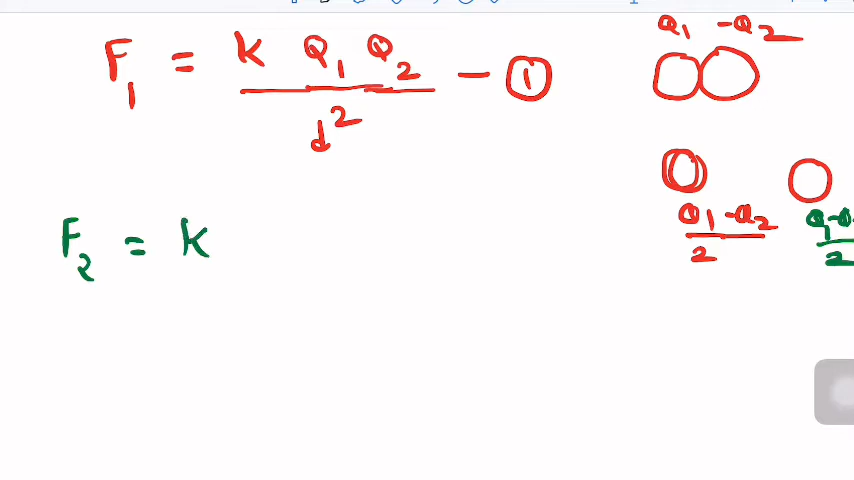 F₁ = K Q₁ Q₂ / d² — ①
Q₁ -Q₂
Q₁-Q₂ / 2
F₂ = K